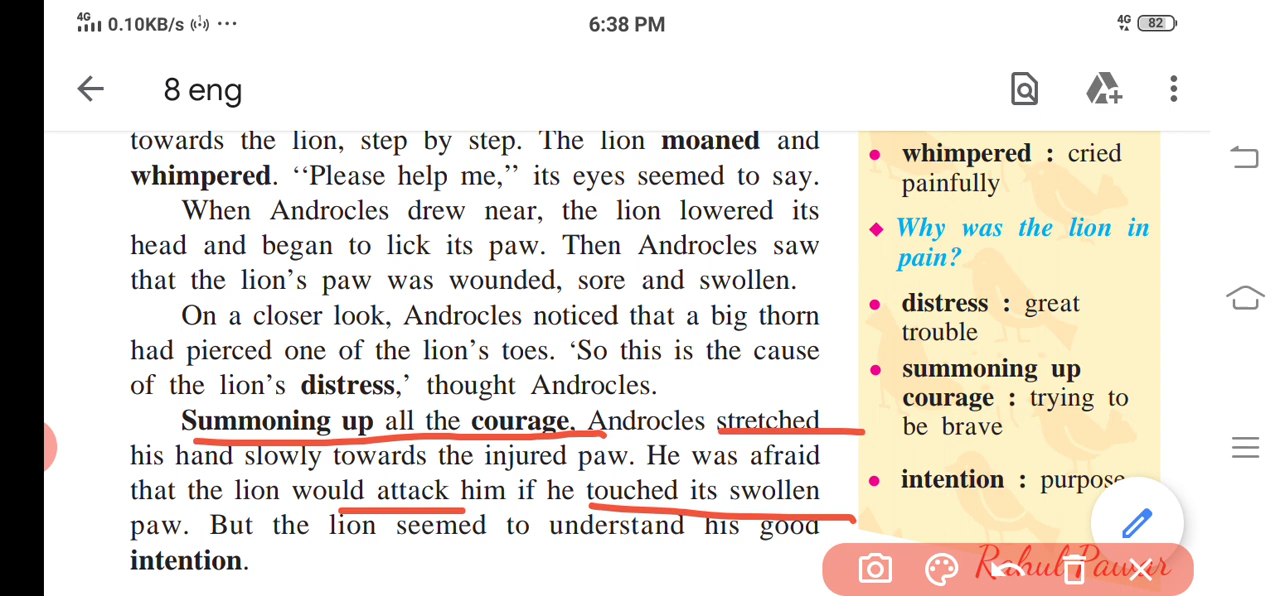 4G 0.10KB/s ··· 6:38 PM 4G 82
8 eng
towards the lion, step by step. The lion moaned and
whimpered. “Please help me,” its eyes seemed to say.
When Androcles drew near, the lion lowered its
head and began to lick its paw. Then Androcles saw
that the lion’s paw was wounded, sore and swollen.
On a closer look, Androcles noticed that a big thorn
had pierced one of the lion’s toes. ‘So this is the cause
of the lion’s distress,’ thought Androcles.
Summoning up all the courage, Androcles stretched
his hand slowly towards the injured paw. He was afraid
that the lion would attack him if he touched its swollen
paw. But the lion seemed to understand his good
intention.
• whimpered : cried
painfully
◆ Why was the lion in
pain?
• distress : great
trouble
• summoning up
courage : trying to
be brave
• intention : purpose
Rahul Pawar